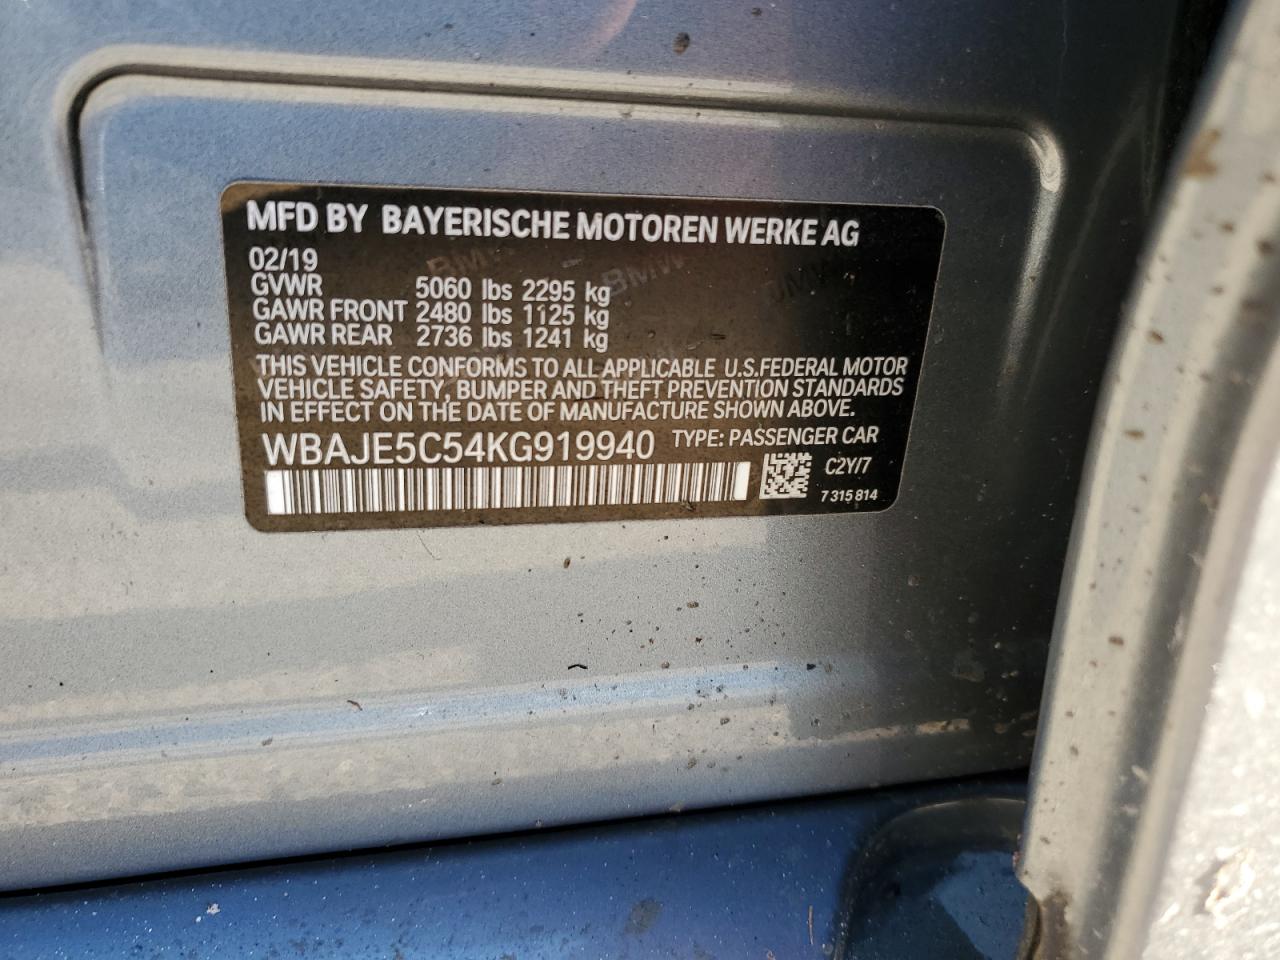 MFD BY BAYERISCHE MOTOREN WERKE AG
02/19
GVWR 5060 lbs 2295 kg
GAWR FRONT 2480 lbs 1125 kg
GAWR REAR 2736 lbs 1241 kg
THIS VEHICLE CONFORMS TO ALL APPLICABLE U.S.FEDERAL MOTOR
VEHICLE SAFETY, BUMPER AND THEFT PREVENTION STANDARDS
IN EFFECT ON THE DATE OF MANUFACTURE SHOWN ABOVE.
WBAJE5C54KG919940 TYPE: PASSENGER CAR
C2Y/7
7 315 814
BMW BMW BMW